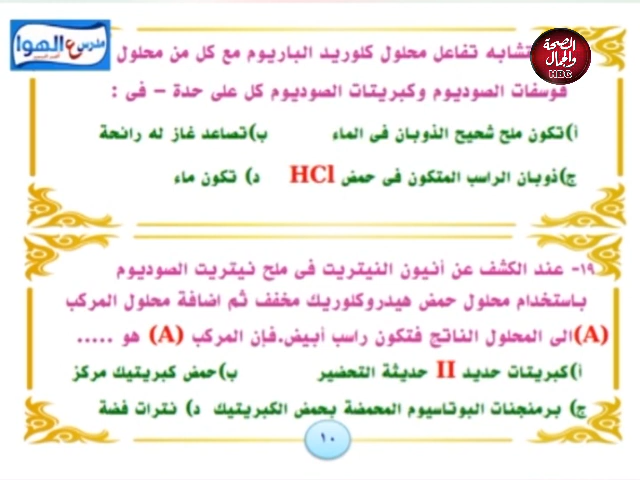 مدرس ع الهوا
الصحة والجمال
HBC
تشابه تفاعل محلول كلوريد الباريوم مع كل من محلول
فوسفات الصوديوم وكبريتات الصوديوم كل على حدة – فى :
أ)تكون ملح شحيح الذوبان فى الماء ب)تصاعد غاز له رائحة
ج)ذوبان الراسب المتكون فى حمض HCl د) تكون ماء
١٩- عند الكشف عن أنيون النيتريت فى ملح نيتريت الصوديوم
باستخدام محلول حمض هيدروكلوريك مخفف ثم اضافة محلول المركب
(A)الى المحلول الناتج فتكون راسب أبيض.فإن المركب (A) هو .....
أ)كبريتات حديد II حديثة التحضير ب)حمض كبريتيك مركز
ج) برمنجنات البوتاسيوم المحمضة بحمض الكبريتيك د) نترات فضة
١٠